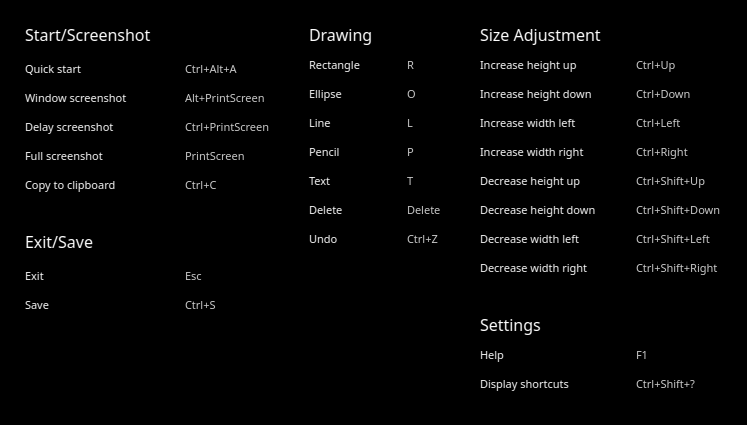 Start/Screenshot
Quick start Ctrl+Alt+A
Window screenshot Alt+PrintScreen
Delay screenshot Ctrl+PrintScreen
Full screenshot PrintScreen
Copy to clipboard Ctrl+C
Exit/Save
Exit Esc
Save Ctrl+S
Drawing
Rectangle R
Ellipse O
Line L
Pencil P
Text T
Delete Delete
Undo Ctrl+Z
Size Adjustment
Increase height up Ctrl+Up
Increase height down Ctrl+Down
Increase width left Ctrl+Left
Increase width right Ctrl+Right
Decrease height up Ctrl+Shift+Up
Decrease height down Ctrl+Shift+Down
Decrease width left Ctrl+Shift+Left
Decrease width right Ctrl+Shift+Right
Settings
Help F1
Display shortcuts Ctrl+Shift+?